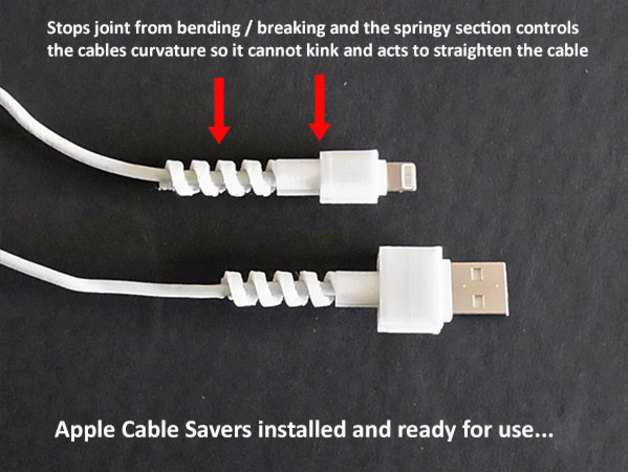 Stops joint from bending / breaking and the springy section controls
the cables curvature so it cannot kink and acts to straighten the cable
Apple Cable Savers installed and ready for use...